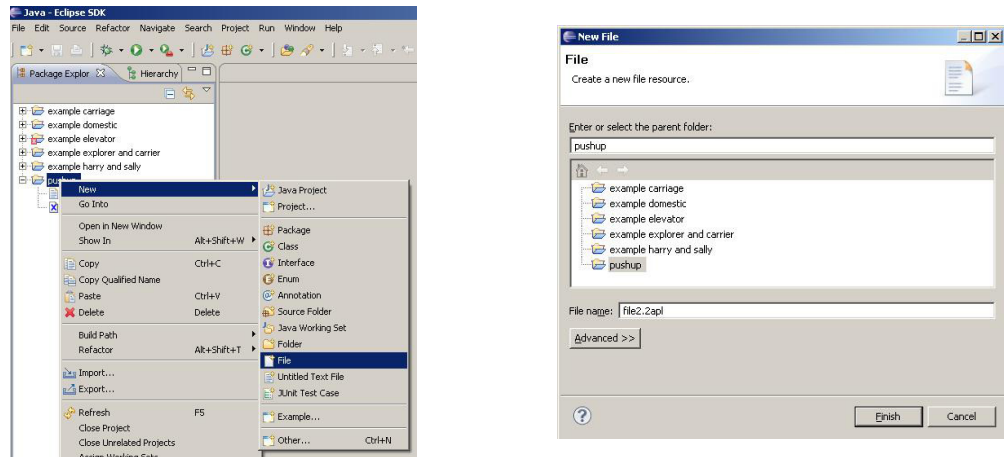 Java - Eclipse SDK
File Edit Source Refactor Navigate Search Project Run Window Help
Package Explor Hierarchy
example carriage
example domestic
example elevator
example explorer and carrier
example harry and sally
New
Go Into
Open in New Window
Show In Alt+Shift+W
Copy Ctrl+C
Copy Qualified Name
Paste Ctrl+V
Delete Delete
Build Path
Refactor Alt+Shift+T
Import...
Export...
Refresh F5
Close Project
Close Unrelated Projects
Assign Working Sets
Java Project
Project...
Package
Class
Interface
Enum
Annotation
Source Folder
Java Working Set
Folder
File
Untitled Text File
JUnit Test Case
Example...
Other... Ctrl+N
New File
File
Create a new file resource.
Enter or select the parent folder:
pushup
example carriage
example domestic
example elevator
example explorer and carrier
example harry and sally
pushup
File name: file2.2apl
Advanced >>
Finish Cancel